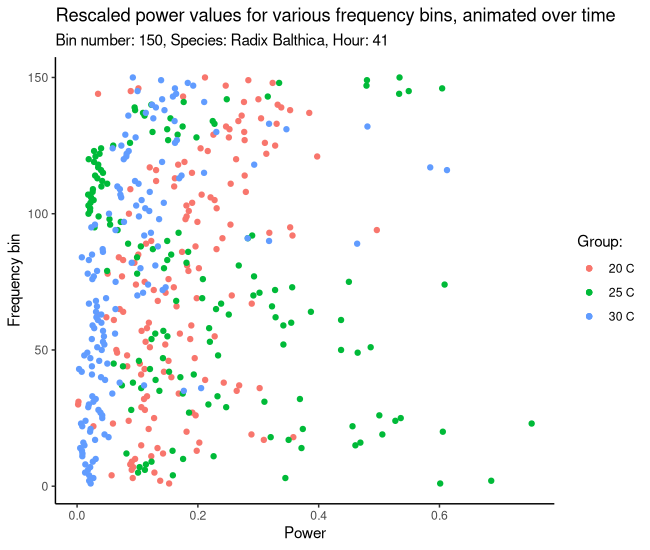 Rescaled power values for various frequency bins, animated over time
Bin number: 150, Species: Radix Balthica, Hour: 41
150
100
50
0
Frequency bin
0.0 0.2 0.4 0.6
Power
Group:
20 C
25 C
30 C